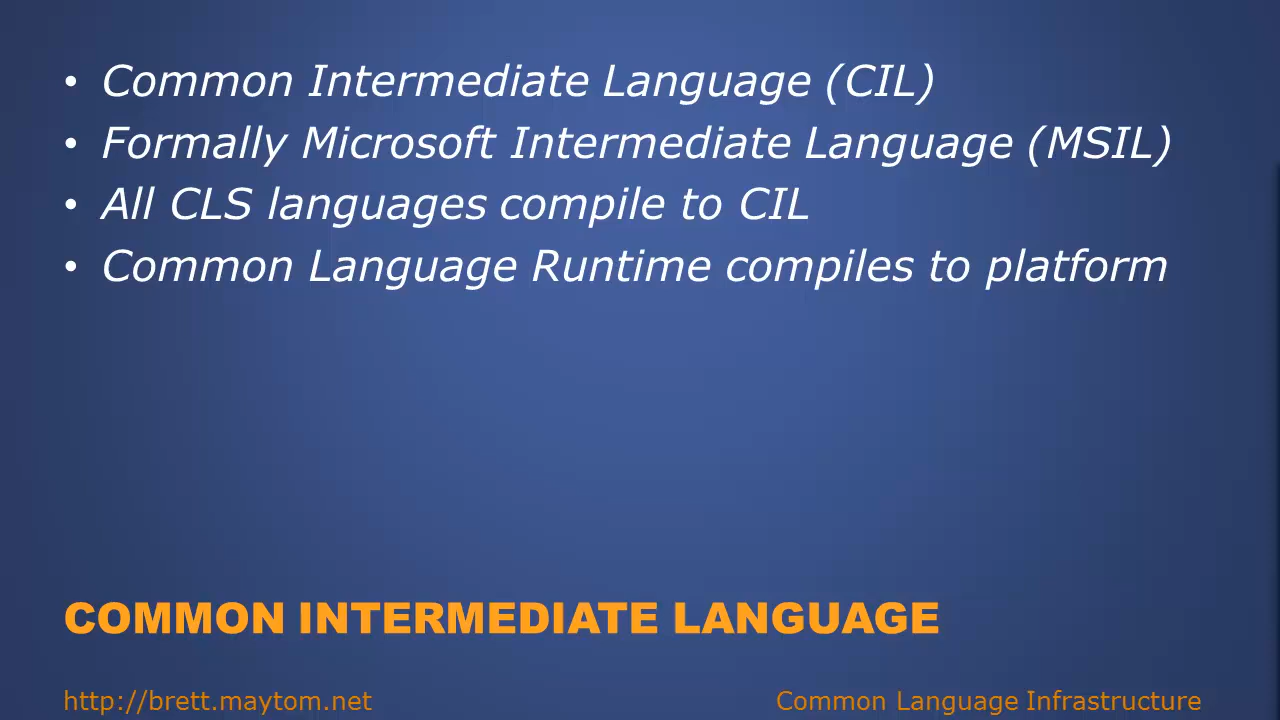 • Common Intermediate Language (CIL)
• Formally Microsoft Intermediate Language (MSIL)
• All CLS languages compile to CIL
• Common Language Runtime compiles to platform
COMMON INTERMEDIATE LANGUAGE
http://brett.maytom.net
Common Language Infrastructure